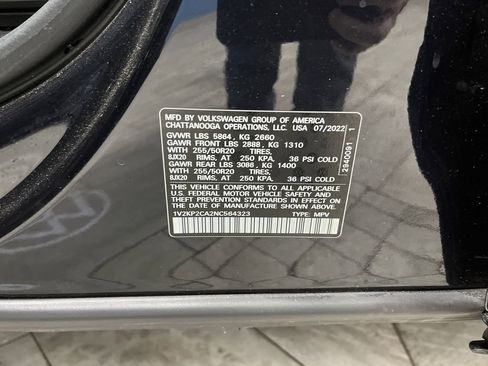 MFD BY VOLKSWAGEN GROUP OF AMERICA
CHATTANOOGA OPERATIONS, LLC. USA 07/2022
GVWR LBS 5864, KG 2660
GAWR FRONT LBS 2888, KG 1310
WITH 255/50R20 TIRES,
8JX20 RIMS, AT 250 KPA, 36 PSI COLD
GAWR REAR LBS 3086, KG 1400
WITH 255/50R20 TIRES,
8JX20 RIMS, AT 250 KPA, 36 PSI COLD
THIS VEHICLE CONFORMS TO ALL APPLICABLE
U.S. FEDERAL MOTOR VEHICLE SAFETY AND
THEFT PREVENTION STANDARDS IN EFFECT ON THE
DATE OF MANUFACTURE SHOWN ABOVE.
1V2KP2CA2NC564323 TYPE: MPV
2940091 1